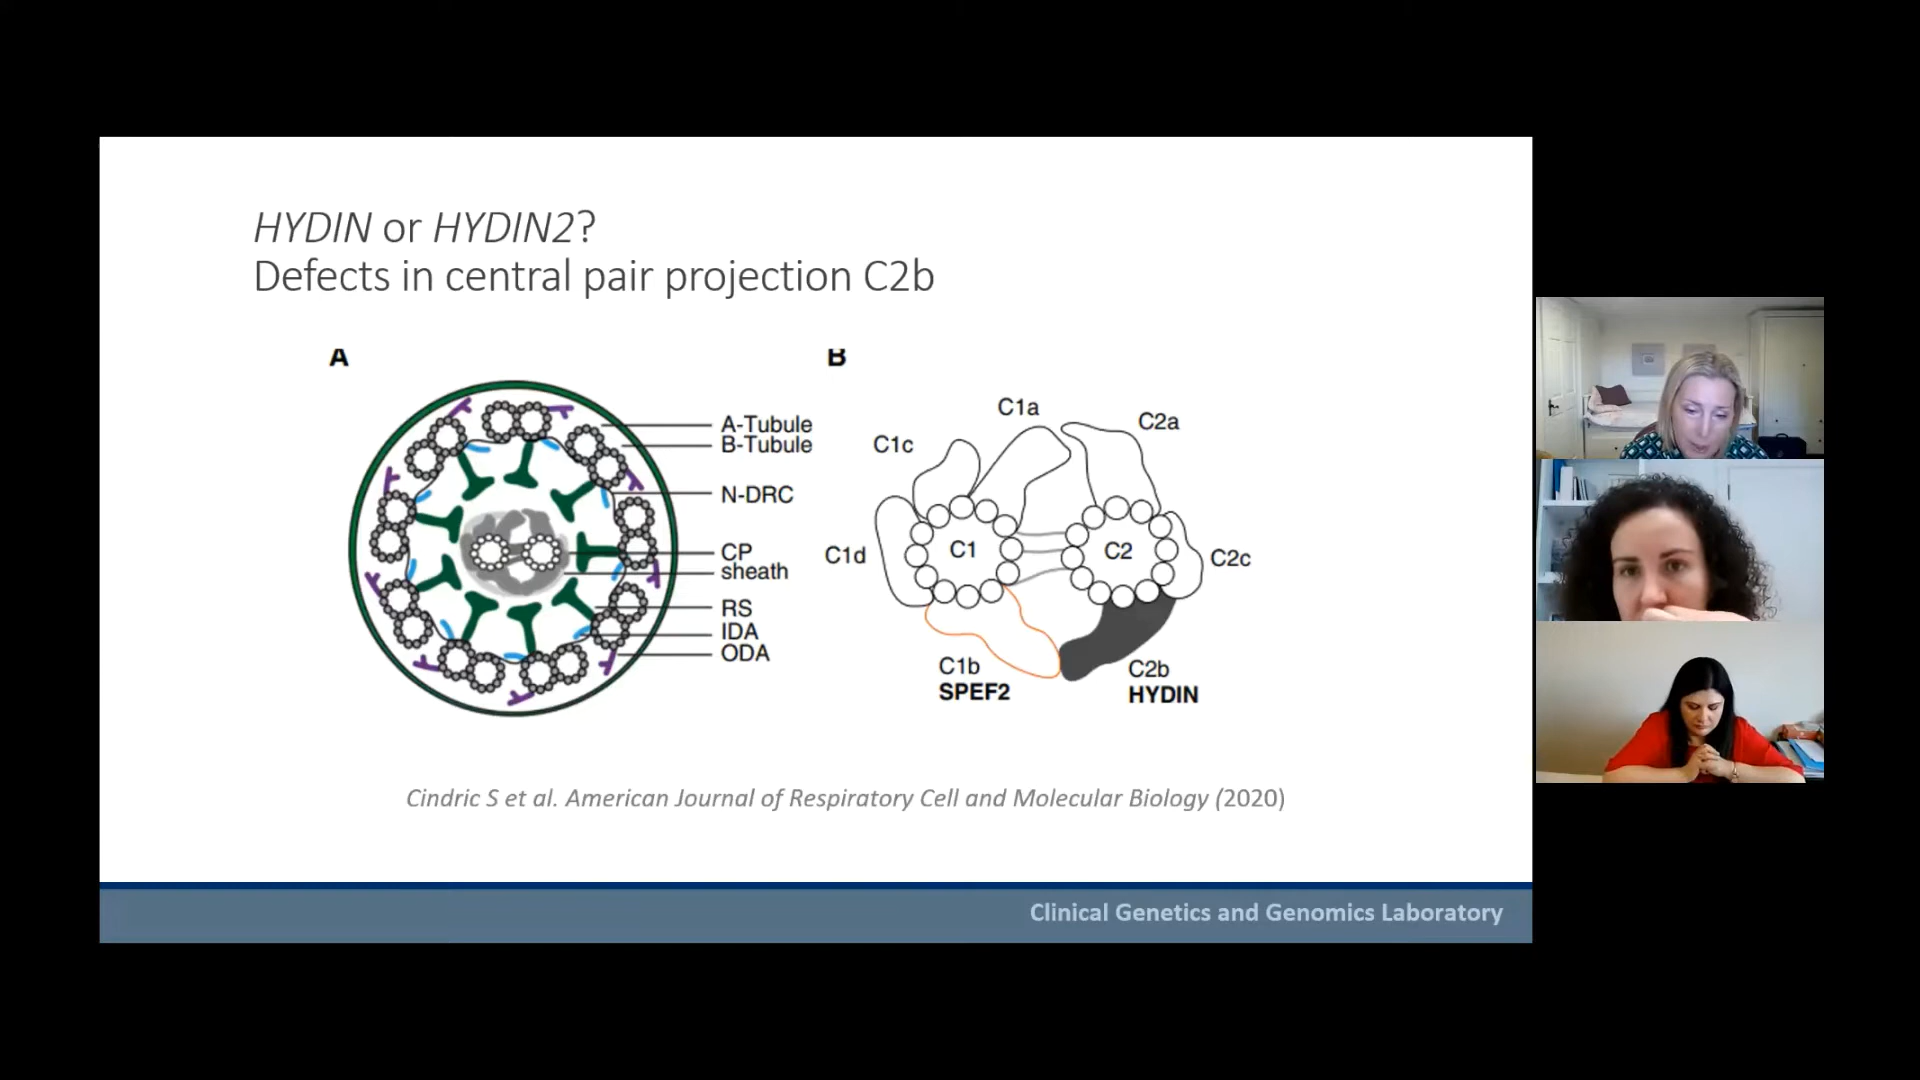 HYDIN or HYDIN2?
Defects in central pair projection C2b
A
A-Tubule
B-Tubule
N-DRC
CP
sheath
RS
IDA
ODA
B
C1a
C2a
C1c
C1d
C1
C2
C2c
C1b
SPEF2
C2b
HYDIN
Cindric S et al. American Journal of Respiratory Cell and Molecular Biology (2020)
Clinical Genetics and Genomics Laboratory